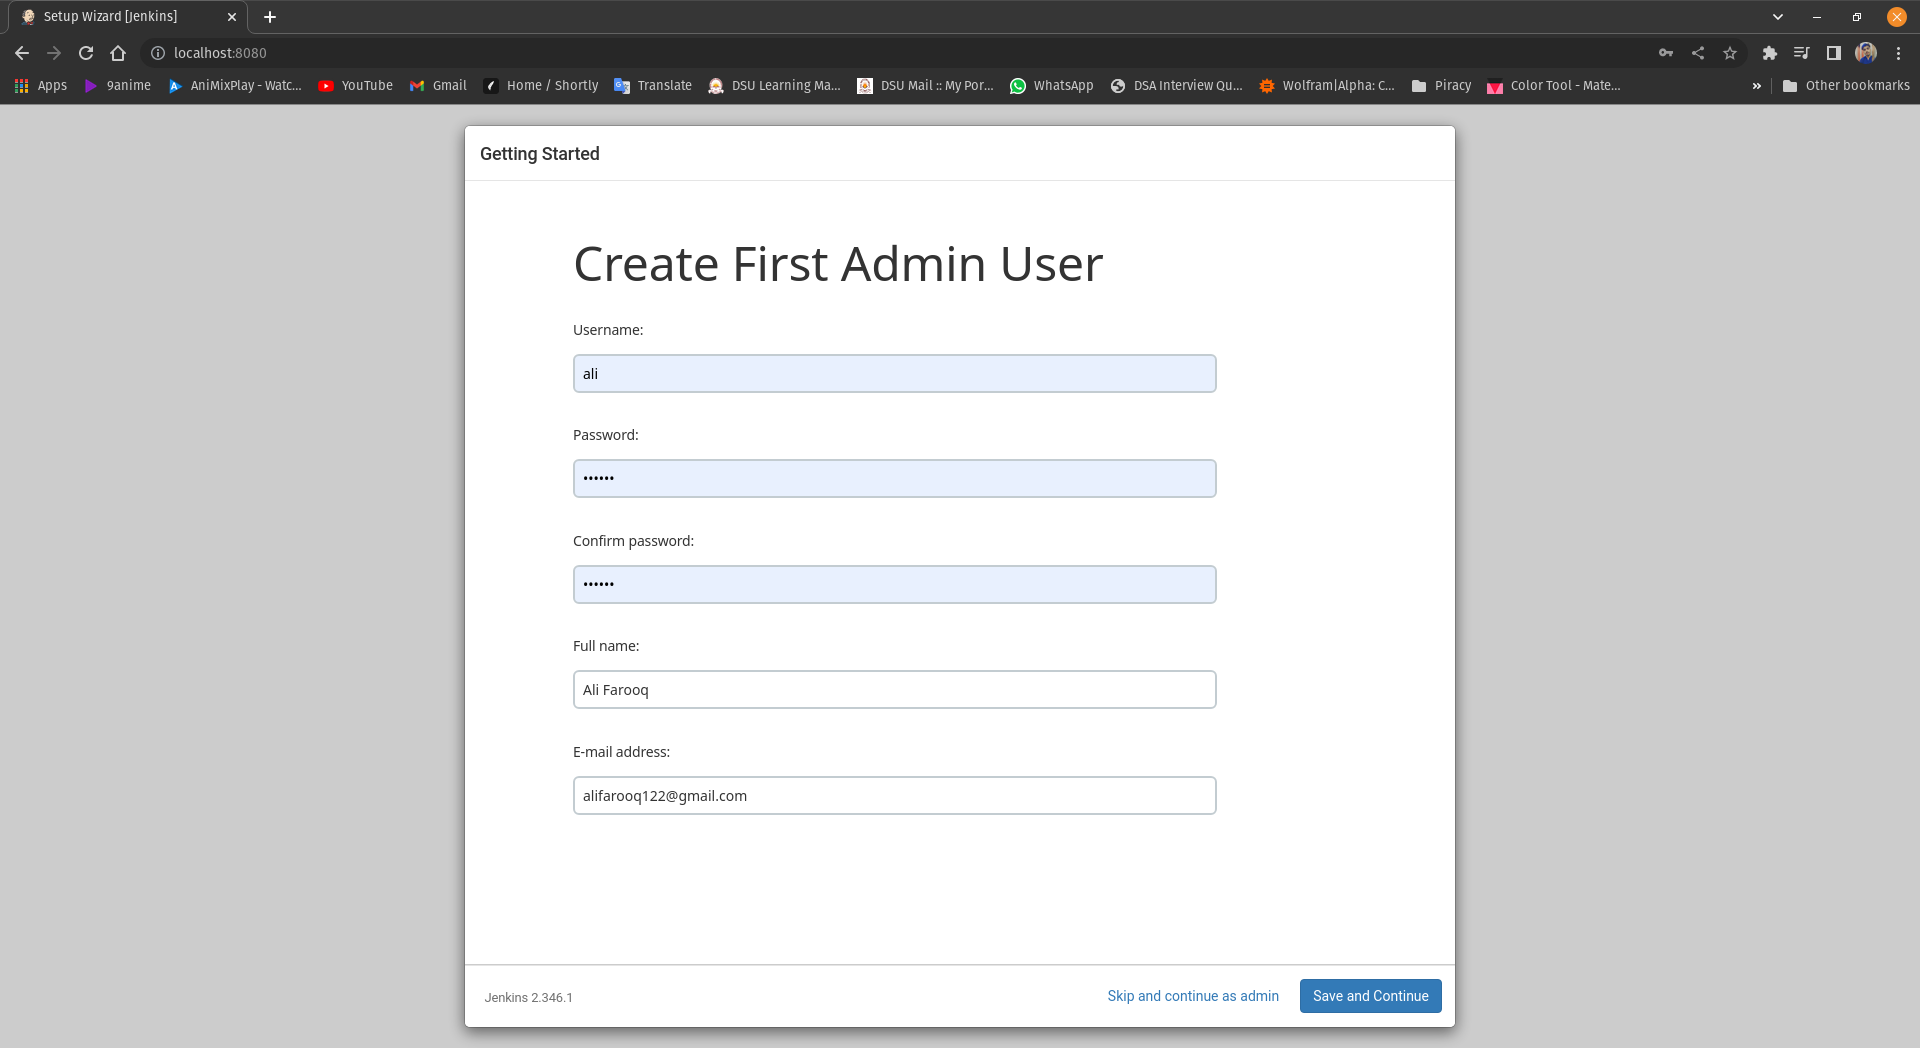 Setup Wizard [Jenkins]
localhost:8080
Apps 9anime AniMixPlay - Watc... YouTube Gmail Home / Shortly Translate DSU Learning Ma... DSU Mail :: My Por... WhatsApp DSA Interview Qu... Wolfram|Alpha: C... Piracy Color Tool - Mate... » Other bookmarks
Getting Started
Create First Admin User
Username:
ali
Password:
••••••
Confirm password:
••••••
Full name:
Ali Farooq
E-mail address:
alifarooq122@gmail.com
Jenkins 2.346.1 Skip and continue as admin Save and Continue